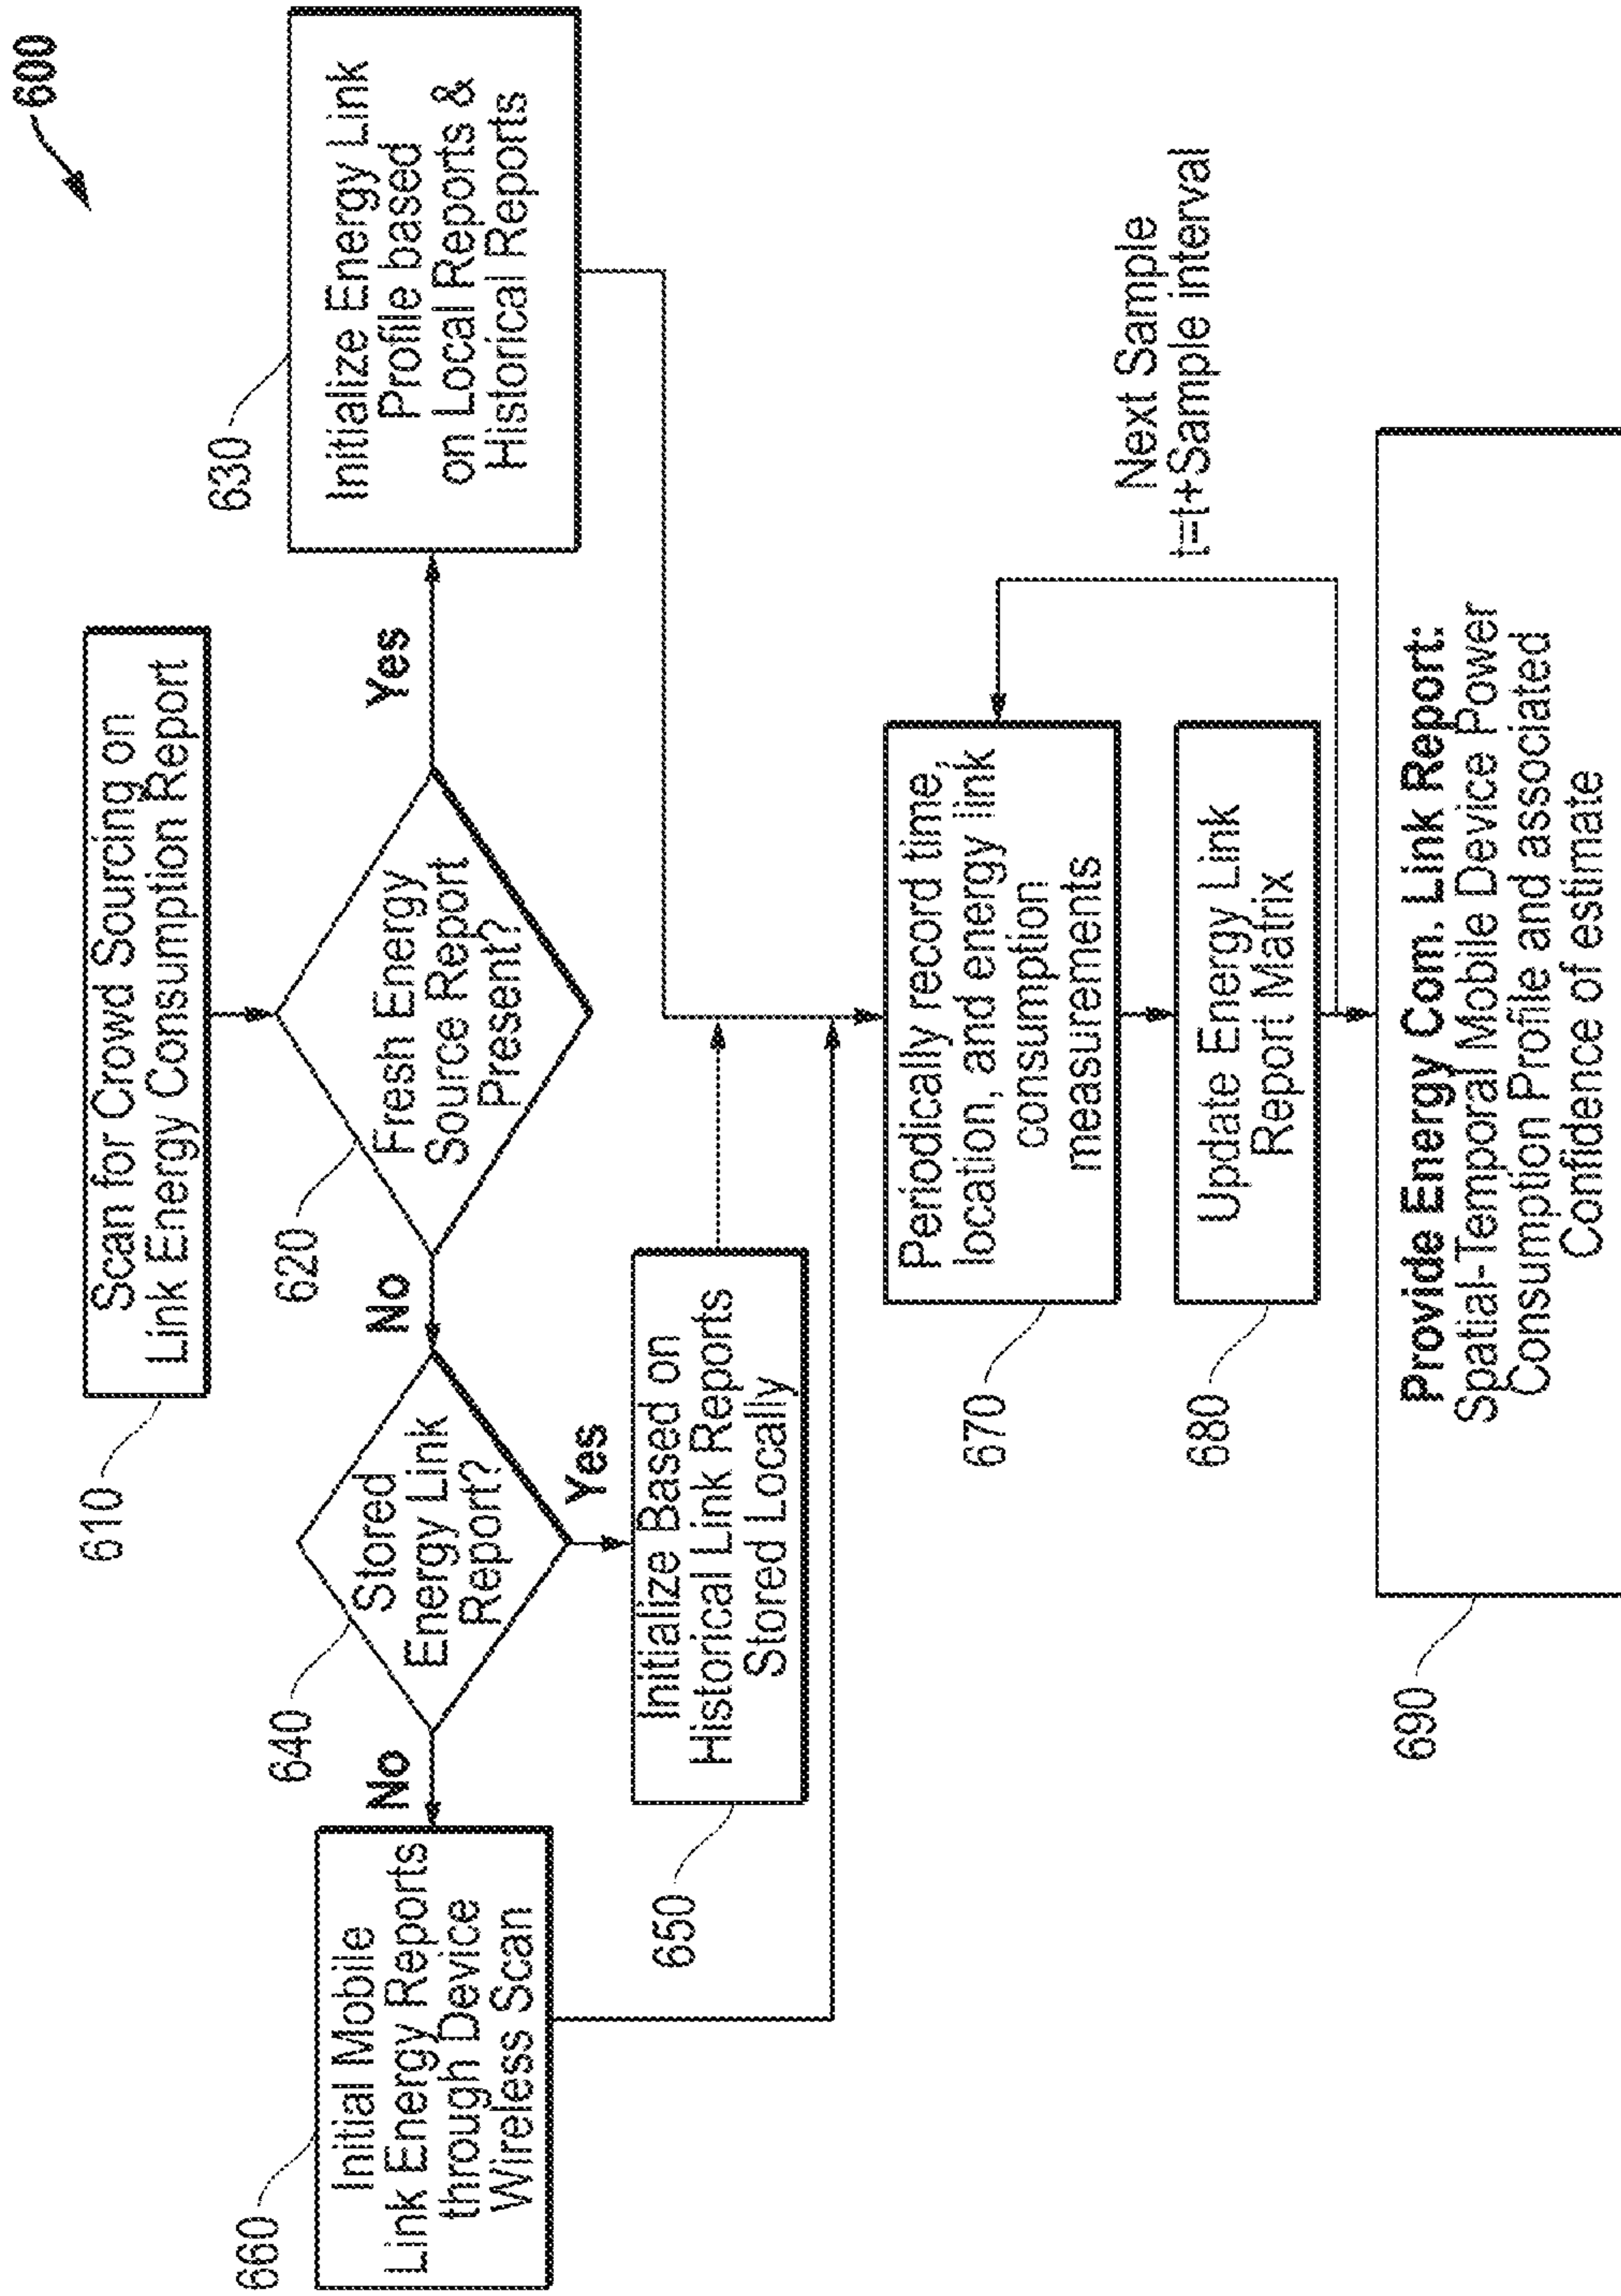 600
Scan for Crowd Sourcing on
Link Energy Consumption Report
610
Fresh Energy
Source Report
Present?
620
Yes
No
Initialize Energy Link
Profile based
on Local Reports &
Historical Reports
630
Stored
Energy Link
Report?
640
Yes
No
Initialize Based on
Historical Link Reports
Stored Locally
650
Initial Mobile
Link Energy Reports
through Device
Wireless Scan
660
Periodically record time,
location, and energy link
consumption
measurements
670
Next Sample
t=t+Sample interval
Update Energy Link
Report Matrix
680
Provide Energy Com. Link Report:
Spatial-Temporal Mobile Device Power
Consumption Profile and associated
Confidence of estimate
690